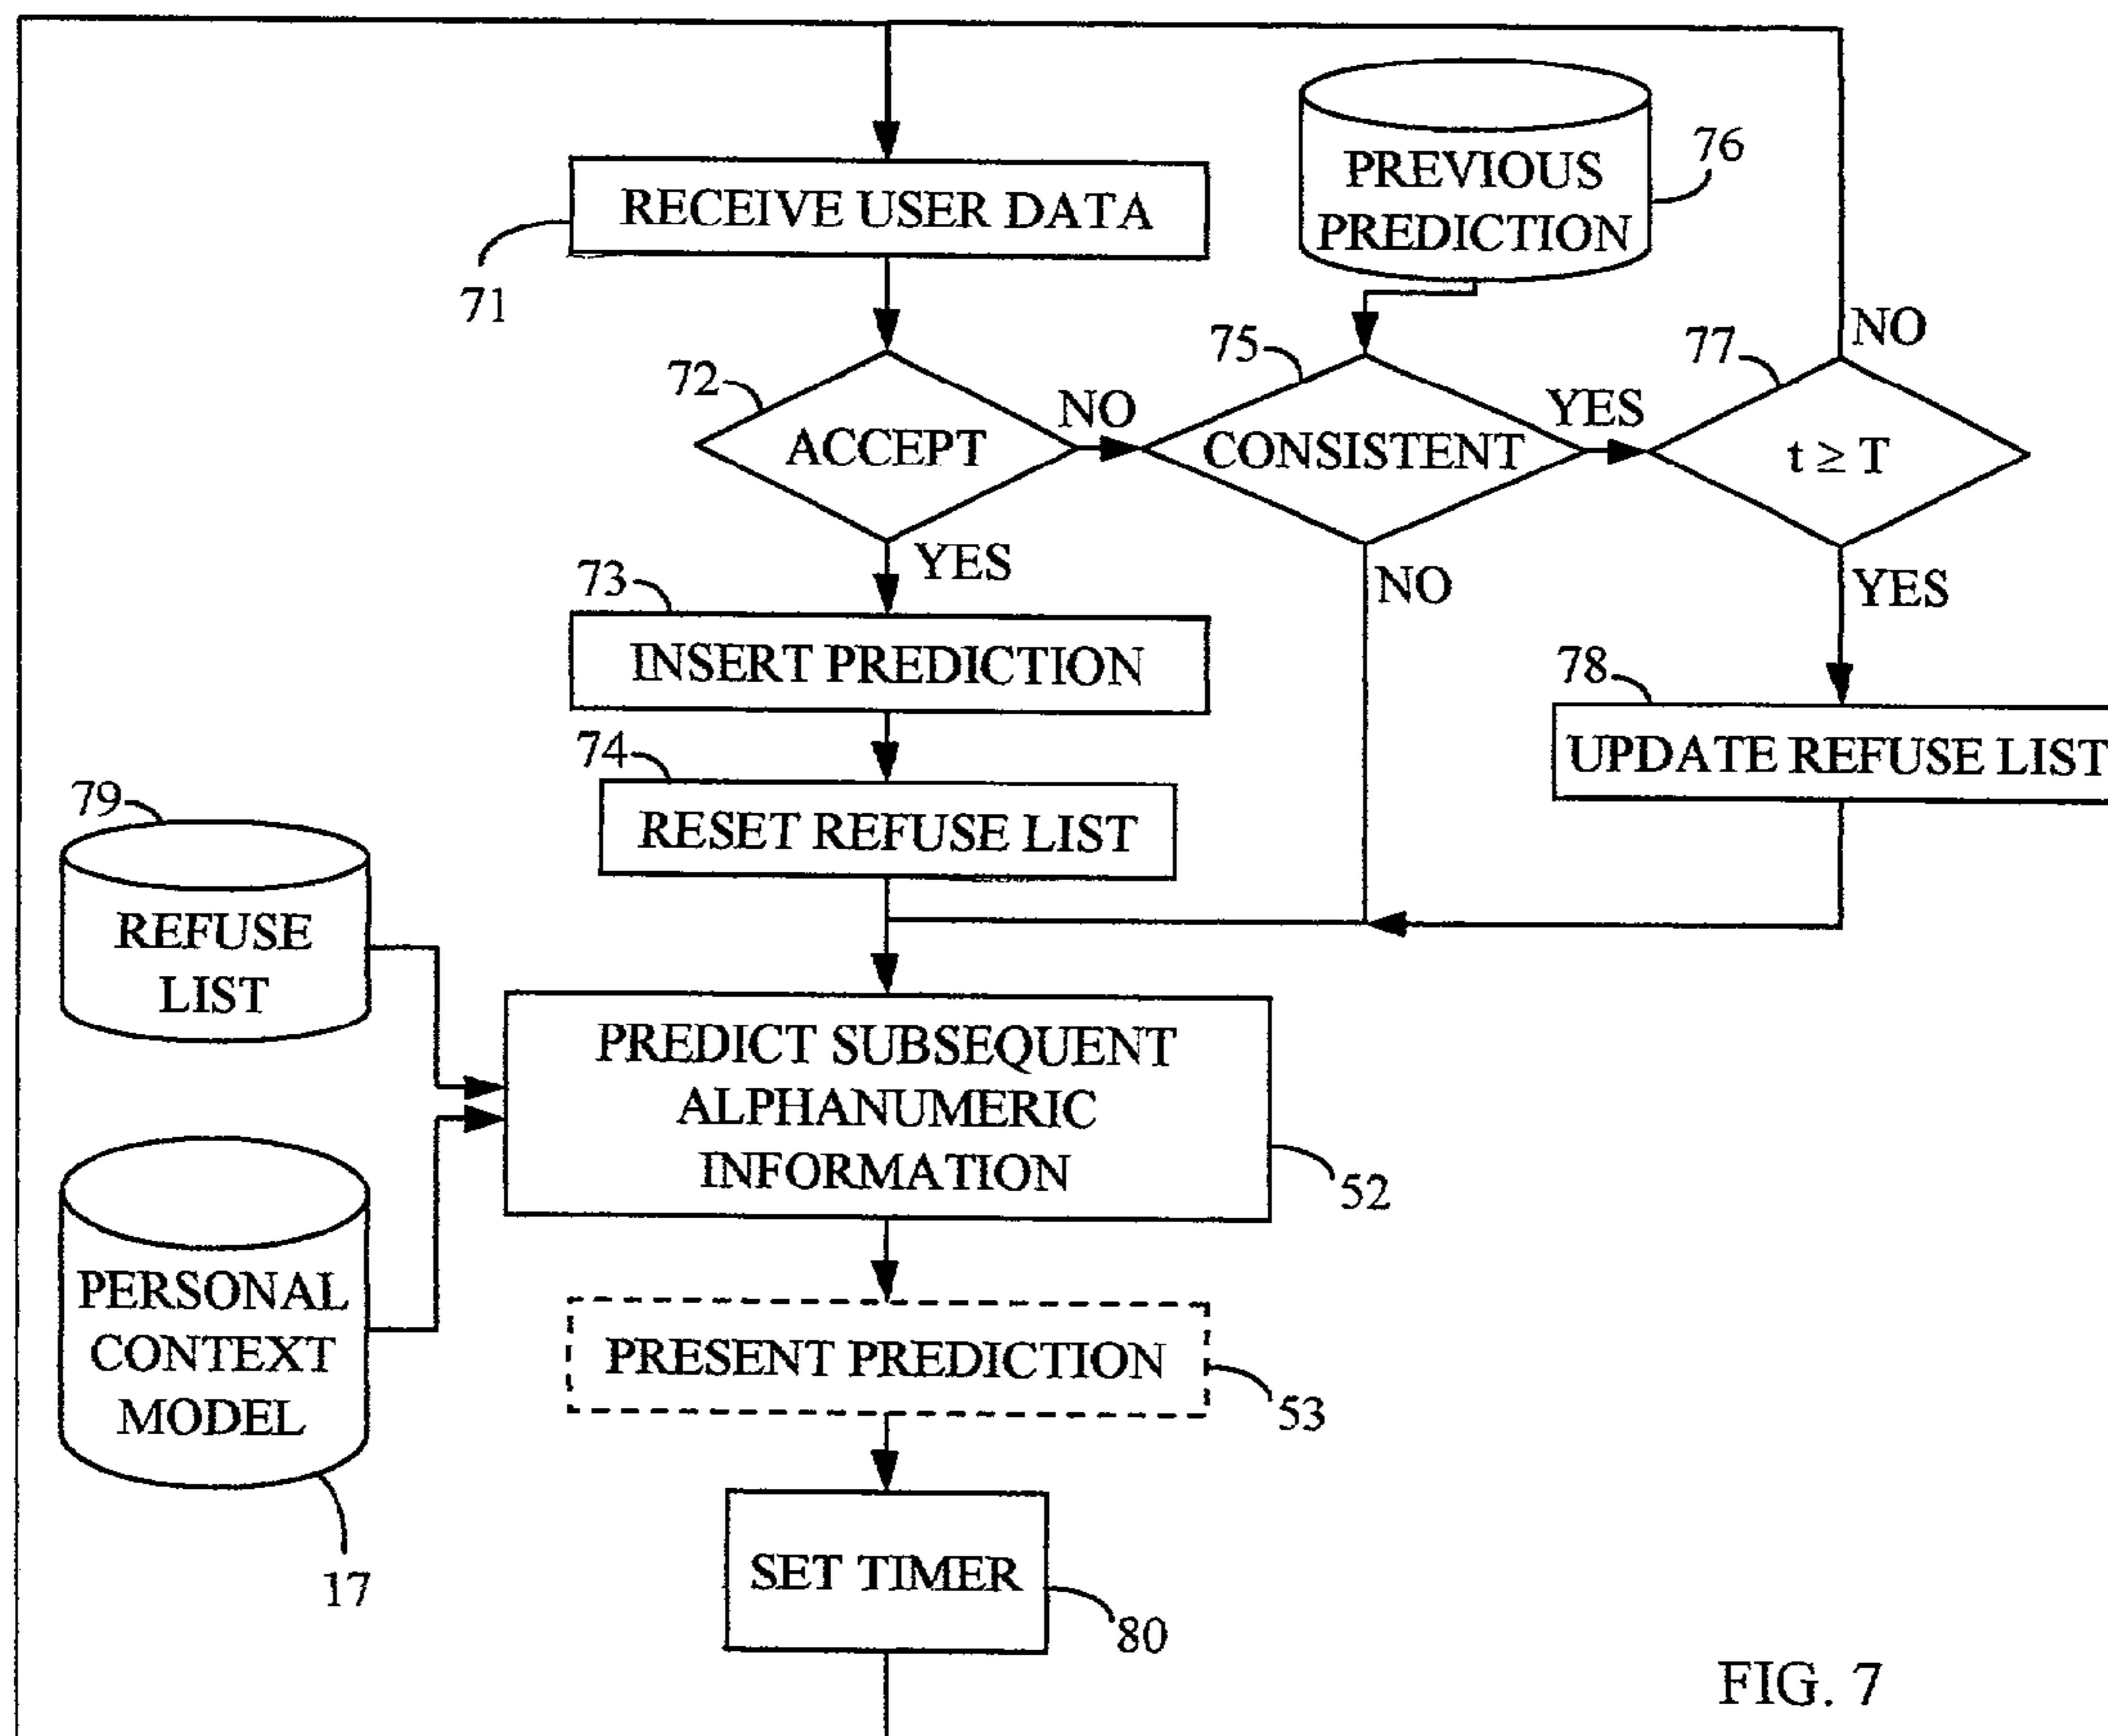 RECEIVE USER DATA
71
PREVIOUS
PREDICTION
76
72
ACCEPT
NO
YES
75
CONSISTENT
YES
NO
77
t ≥ T
NO
YES
73
INSERT PREDICTION
74
RESET REFUSE LIST
78
UPDATE REFUSE LIST
79
REFUSE
LIST
PREDICT SUBSEQUENT
ALPHANUMERIC
INFORMATION
52
PERSONAL
CONTEXT
MODEL
17
PRESENT PREDICTION
53
SET TIMER
80
FIG. 7